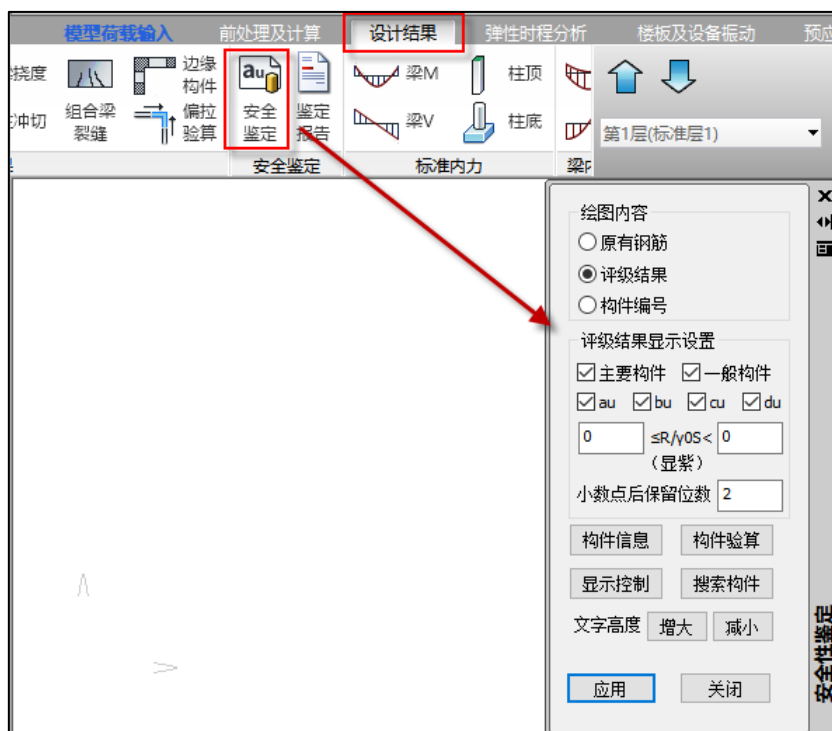 模型荷载输入 前处理及计算 设计结果 弹性时程分析 楼板及设备振动 预应
挠度 组合梁 裂缝 边缘 构件 偏拉 验算 冲切
安全 鉴定 鉴定 报告
梁M 柱顶
梁V 柱底
第1层(标准层1)
安全鉴定 标准内力 梁内
绘图内容
原有钢筋
评级结果
构件编号
评级结果显示设置
主要构件 一般构件
au bu cu du
0 ≤R/γ0S< 0
（显紫）
小数点后保留位数 2
构件信息 构件验算
显示控制 搜索构件
文字高度 增大 减小
应用 关闭
安全性鉴定